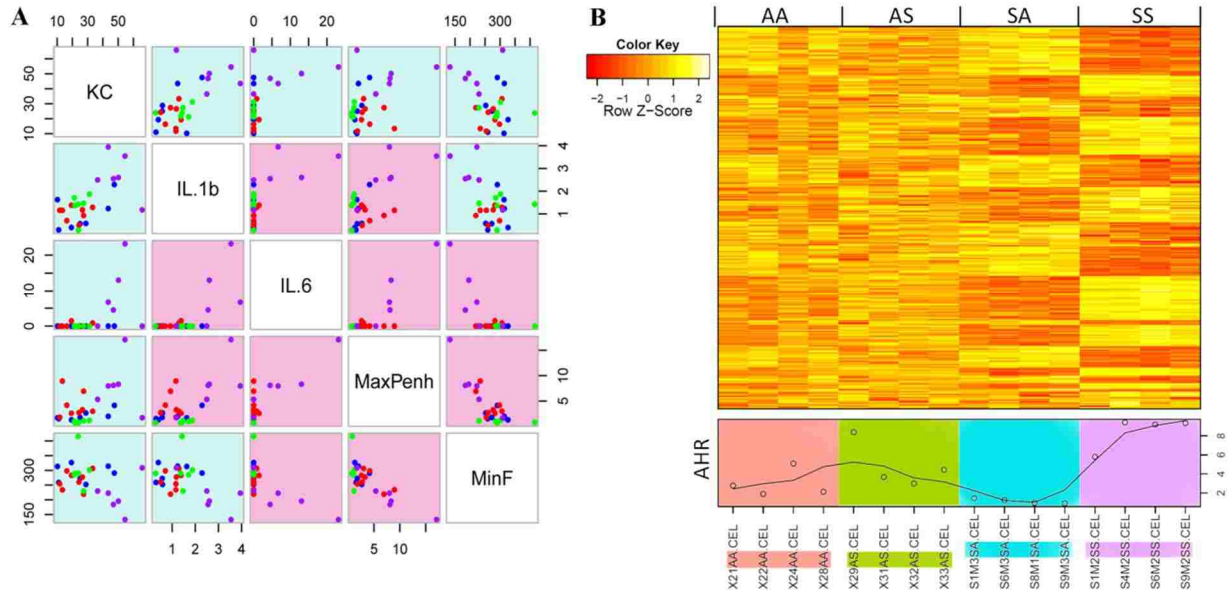 A
10 30 50
0 10 20
150 300
KC
10 30 50
IL.1b
1 2 3 4
IL.6
0 10 20
MaxPenh
5 10
MinF
150 300
1 2 3 4
5 10
B
AA AS SA SS
Color Key
−2 −1 0 1 2
Row Z−Score
AHR
2 4 6 8
X21AA.CEL
X22AA.CEL
X24AA.CEL
X28AA.CEL
X29AS.CEL
X31AS.CEL
X32AS.CEL
X33AS.CEL
S1M3SA.CEL
S6M3SA.CEL
S8M1SA.CEL
S9M3SA.CEL
S1M2SS.CEL
S4M2SS.CEL
S6M2SS.CEL
S9M2SS.CEL